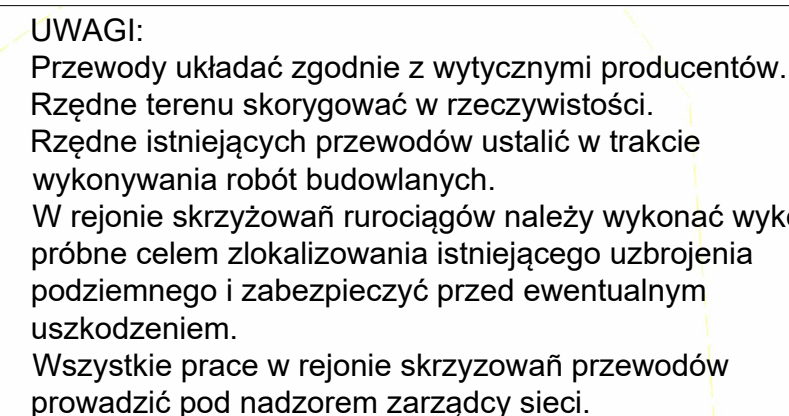 UWAGI:
Przewody układać zgodnie z wytycznymi producentów.
Rzędne terenu skorygować w rzeczywistości.
Rzędne istniejących przewodów ustalić w trakcie
wykonywania robót budowlanych.
W rejonie skrzyżowañ rurociągów należy wykonać
próbne celem zlokalizowania istniejącego uzbrojenia
podziemnego i zabezpieczyć przed ewentualnym
uszkodzeniem.
Wszystkie prace w rejonie skrzyzowañ przewodów
prowadzić pod nadzorem zarządcy sieci.